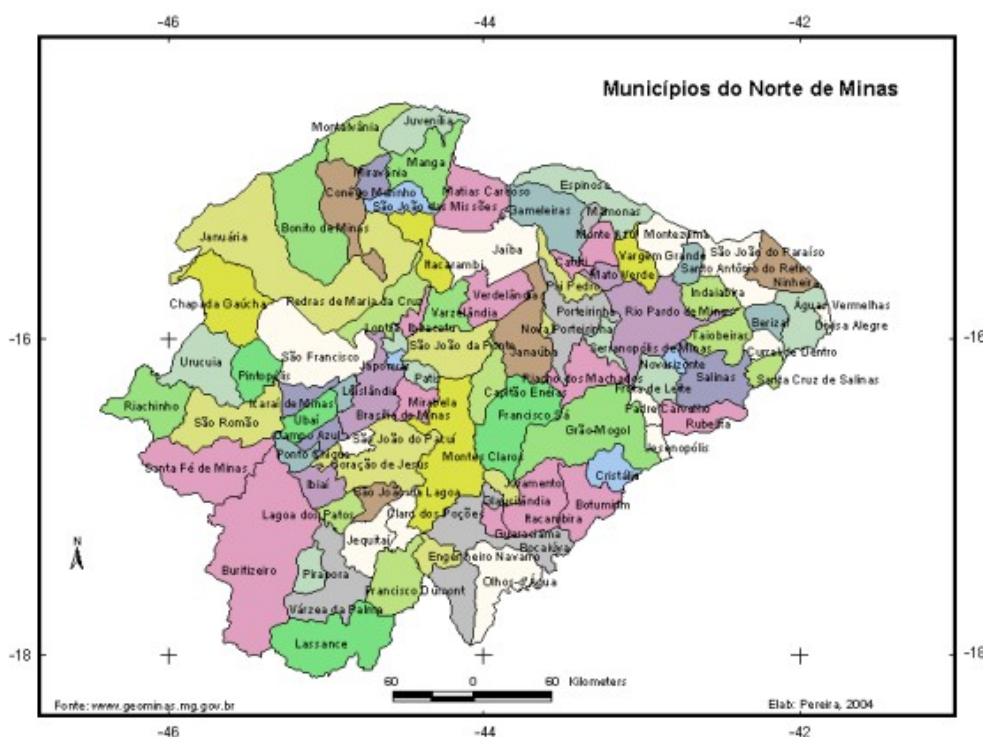 -46 -44 -42
Municípios do Norte de Minas
Juvenília
Montalvânia
Manga
Miravânia
Cônego Marinho
Matias Cardoso
Espinosa
São João das Missões
Gameleiras
Mamonas
Bonito de Minas
Januária
Monte Azul
Montezuma
Jaíba
São João do Paraíso
Itacarambi
Catuti
Vargem Grande
Santo Antônio do Retiro
Mato Verde
Ninheira
Pai Pedro
Chapada Gaúcha
Pedras de Maria da Cruz
Verdelândia
Indaiabira
Águas Vermelhas
Varzelândia
Porteirinha
Rio Pardo de Minas
Lontra
Ibiracatu
Nova Porteirinha
Berizal
Divisa Alegre
-16
-16
São João da Ponte
Janaúba
Serranópolis de Minas
Taiobeiras
Curral de Dentro
Urucuia
São Francisco
Japonvar
Novorizonte
Pintópolis
Patis
Riacho dos Machados
Salinas
Santa Cruz de Salinas
Luislândia
Capitão Enéias
Fruta de Leite
Riachinho
Icaraí de Minas
Mirabela
Brasília de Minas
Francisco Sá
Padre Carvalho
São Romão
Ubaí
Rubelita
Grão-Mogol
Campo Azul
São João do Pacuí
Josenópolis
Ponto Chique
Montes Claros
Santa Fé de Minas
Coração de Jesus
Cristália
Ibiaí
Juramento
São João da Lagoa
Glaucilândia
Botumirim
Lagoa dos Patos
Claro dos Poções
Itacambira
Guaraciama
Jequitaí
Bocaiúva
Engenheiro Navarro
N
Buritizeiro
Pirapora
Olhos-d'Água
Francisco Dumont
Várzea da Palma
Lassance
-18
-18
60 0 60 Kilometers
Fonte: www.geominas.mg.gov.br
Elab: Pereira, 2004
-46 -44 -42